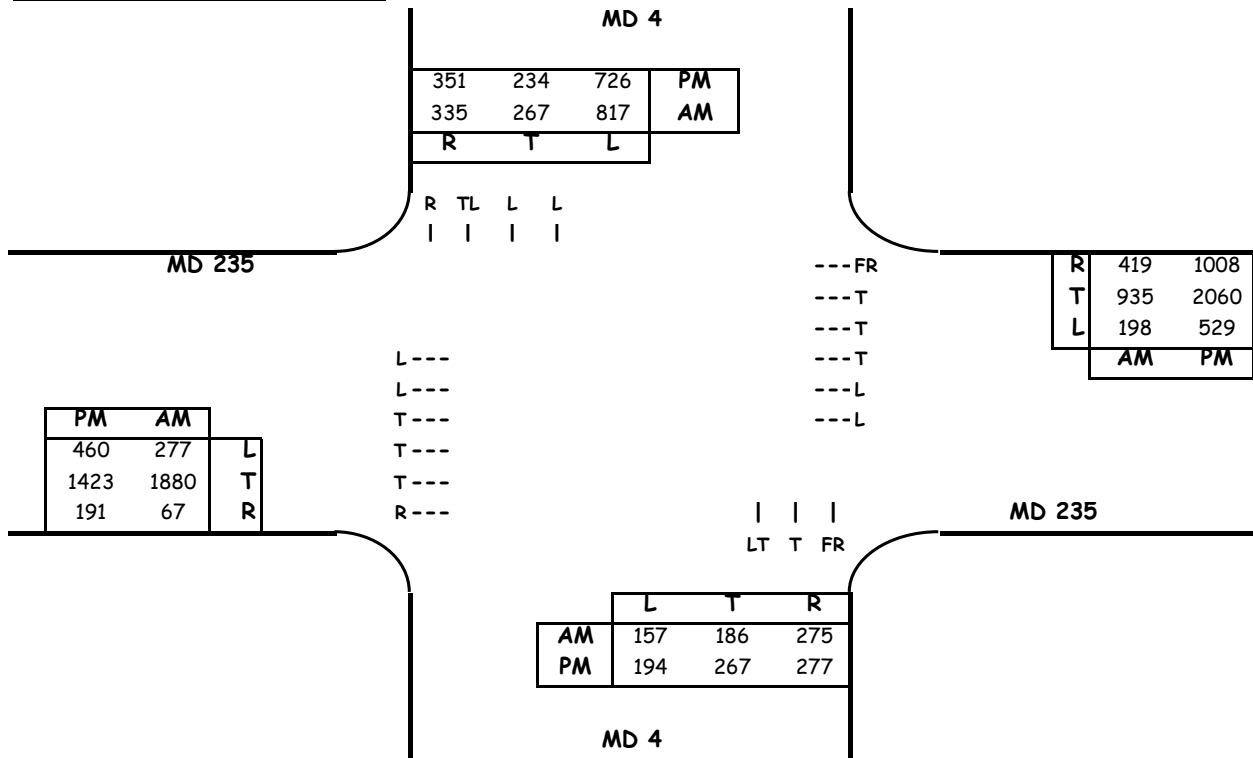 MD 4
351 234 726 PM
335 267 817 AM
R T L
R TL L L
MD 235
---FR
---T
---T
---T
---L
---L
R 419 1008
T 935 2060
L 198 529
AM PM
L---
L---
T---
T---
T---
R---
PM AM
460 277 L
1423 1880 T
191 67 R
MD 235
LT T FR
L T R
AM 157 186 275
PM 194 267 277
MD 4